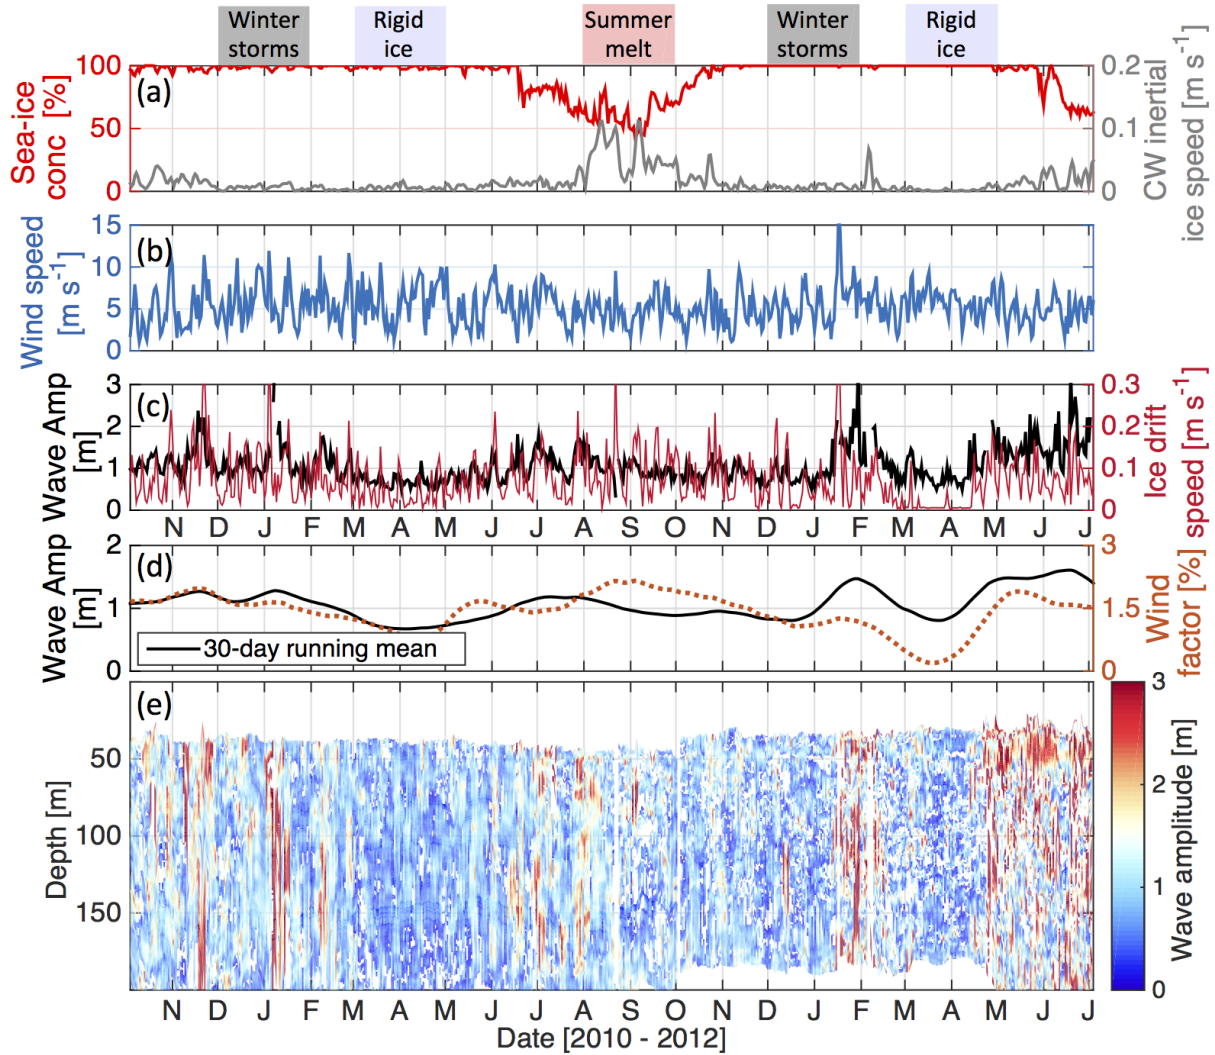 Winter storms
Rigid ice
Summer melt
Winter storms
Rigid ice
(a)
Sea-ice conc [%]
100
50
0
0.2
0.1
0
CW inertial ice speed [m s⁻¹]
(b)
Wind speed [m s⁻¹]
15
10
5
0
(c)
Wave Amp [m]
3
2
1
0
0.3
0.2
0.1
0
Ice drift speed [m s⁻¹]
N D J F M A M J J A S O N D J F M A M J J
(d)
Wave Amp [m]
2
1
0
3
1.5
0
Wind factor [%]
30-day running mean
(e)
Depth [m]
50
100
150
3
2
1
0
Wave amplitude [m]
N D J F M A M J J A S O N D J F M A M J J
Date [2010 - 2012]